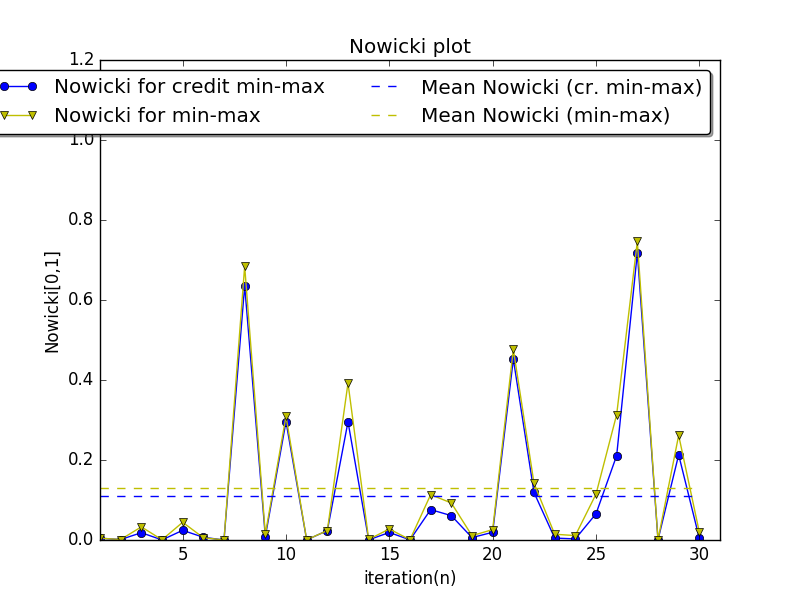 Nowicki plot
1.2
Nowicki for credit min-max
Mean Nowicki (cr. min-max)
Nowicki for min-max
Mean Nowicki (min-max)
1.0
0.8
0.6
0.4
0.2
0.0
Nowicki[0,1]
5 10 15 20 25 30
iteration(n)